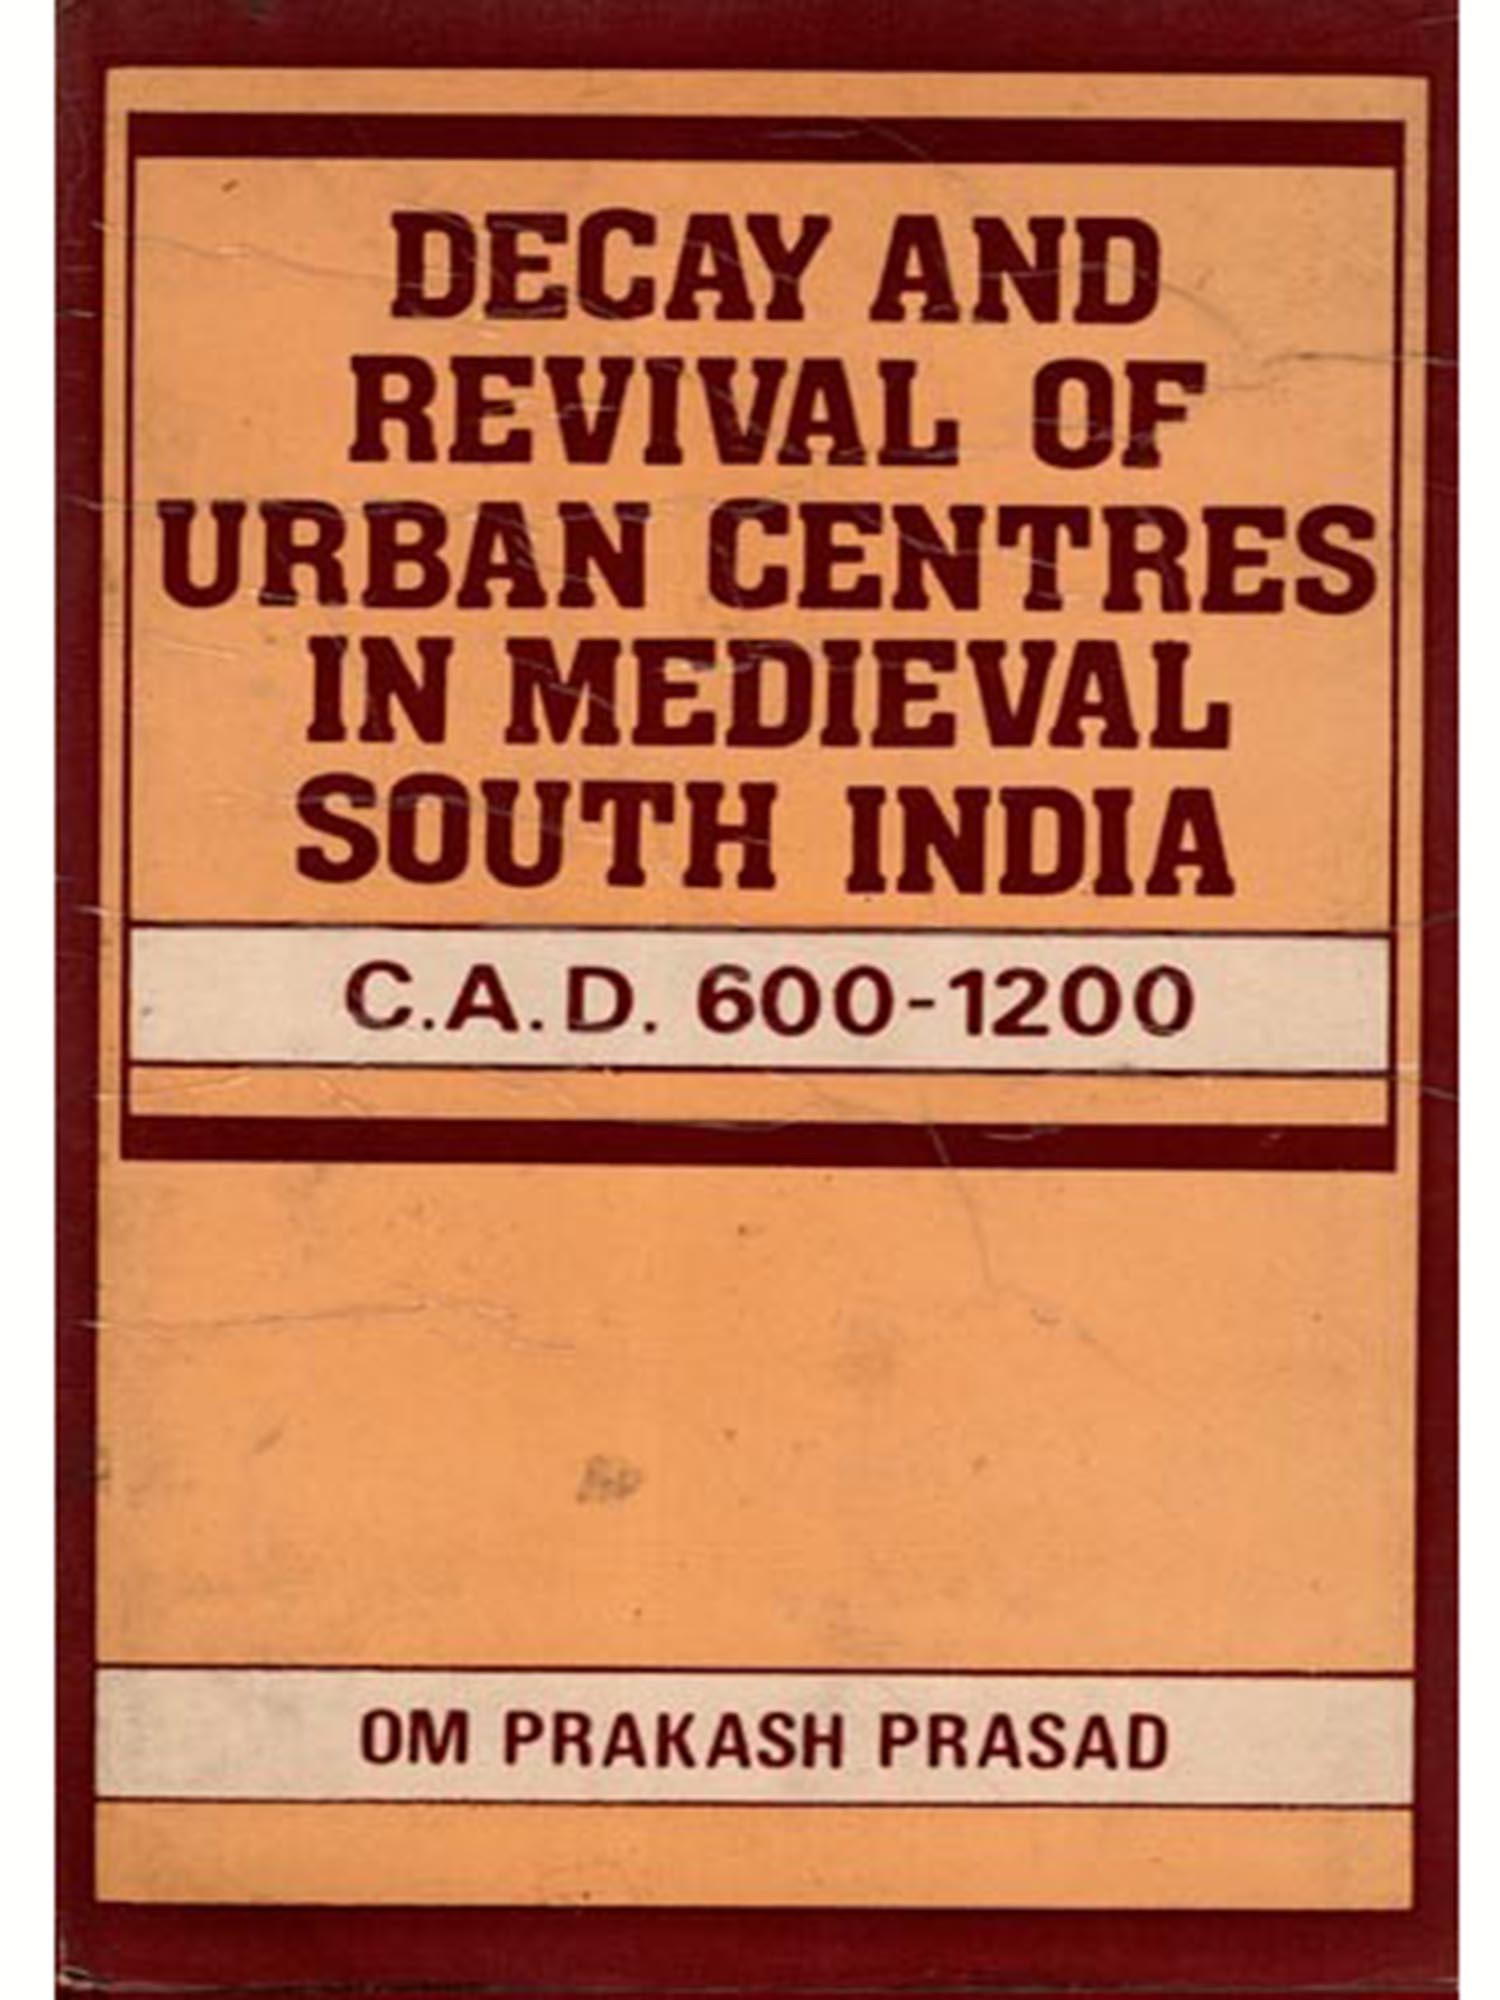 DECAY AND
REVIVAL OF
URBAN CENTRES
IN MEDIEVAL
SOUTH INDIA
C.A.D. 600-1200
OM PRAKASH PRASAD